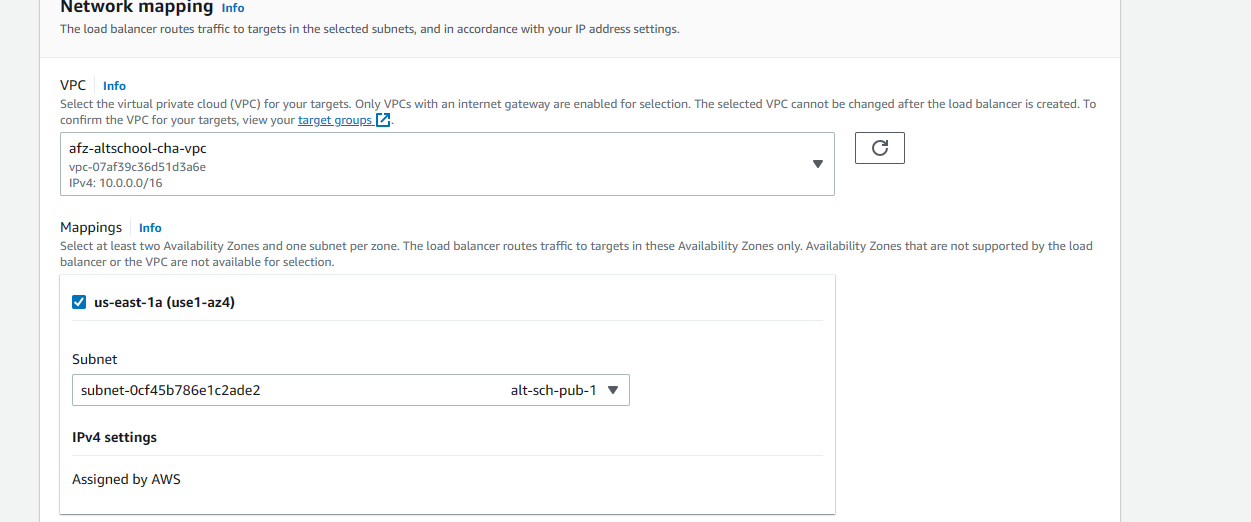 Network mapping Info
The load balancer routes traffic to targets in the selected subnets, and in accordance with your IP address settings.
VPC Info
Select the virtual private cloud (VPC) for your targets. Only VPCs with an internet gateway are enabled for selection. The selected VPC cannot be changed after the load balancer is created. To
confirm the VPC for your targets, view your target groups.
afz-altschool-cha-vpc
vpc-07af39c36d51d3a6e
IPv4: 10.0.0.0/16
Mappings Info
Select at least two Availability Zones and one subnet per zone. The load balancer routes traffic to targets in these Availability Zones only. Availability Zones that are not supported by the load
balancer or the VPC are not available for selection.
us-east-1a (use1-az4)
Subnet
subnet-0cf45b786e1c2ade2 alt-sch-pub-1
IPv4 settings
Assigned by AWS